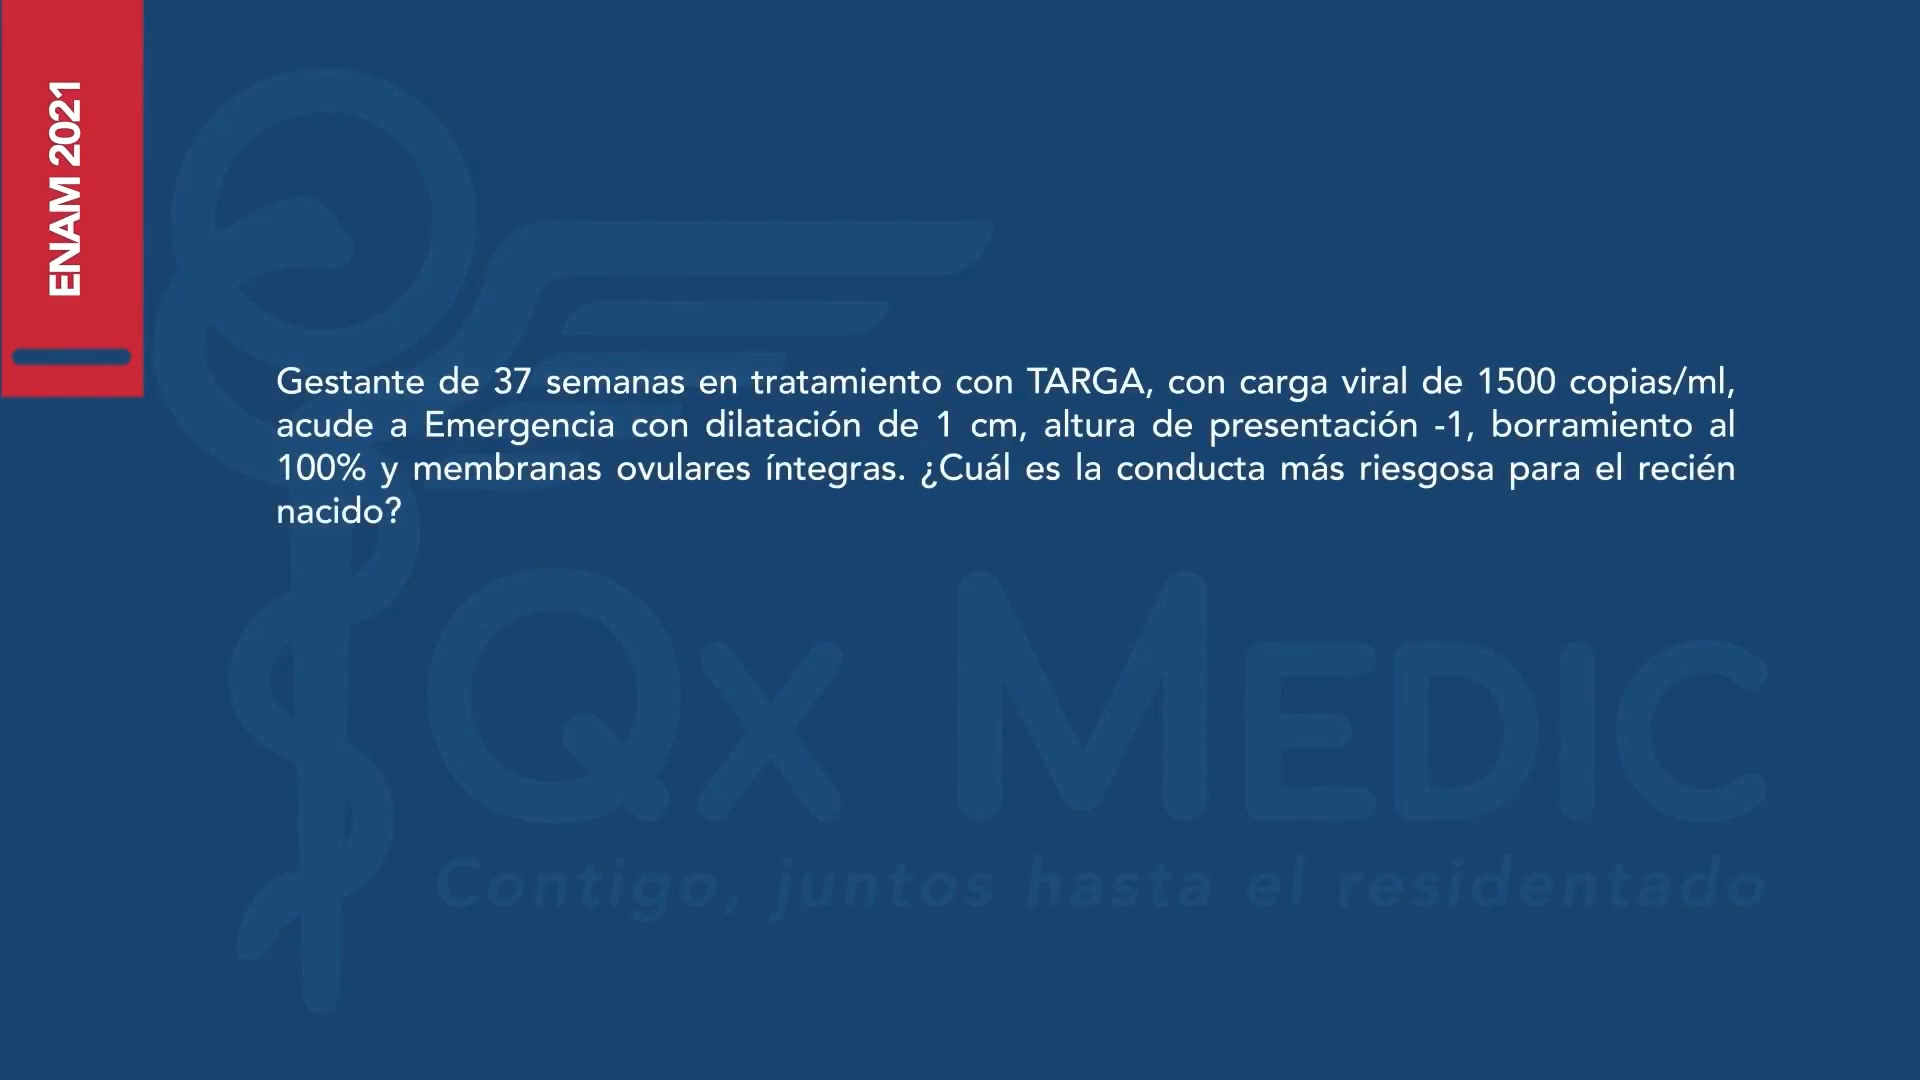 ENAM 2021
Gestante de 37 semanas en tratamiento con TARGA, con carga viral de 1500 copias/ml,
acude a Emergencia con dilatación de 1 cm, altura de presentación -1, borramiento al
100% y membranas ovulares íntegras. ¿Cuál es la conducta más riesgosa para el recién
nacido?
Qx MEDIC
Contigo, juntos hasta el residentado